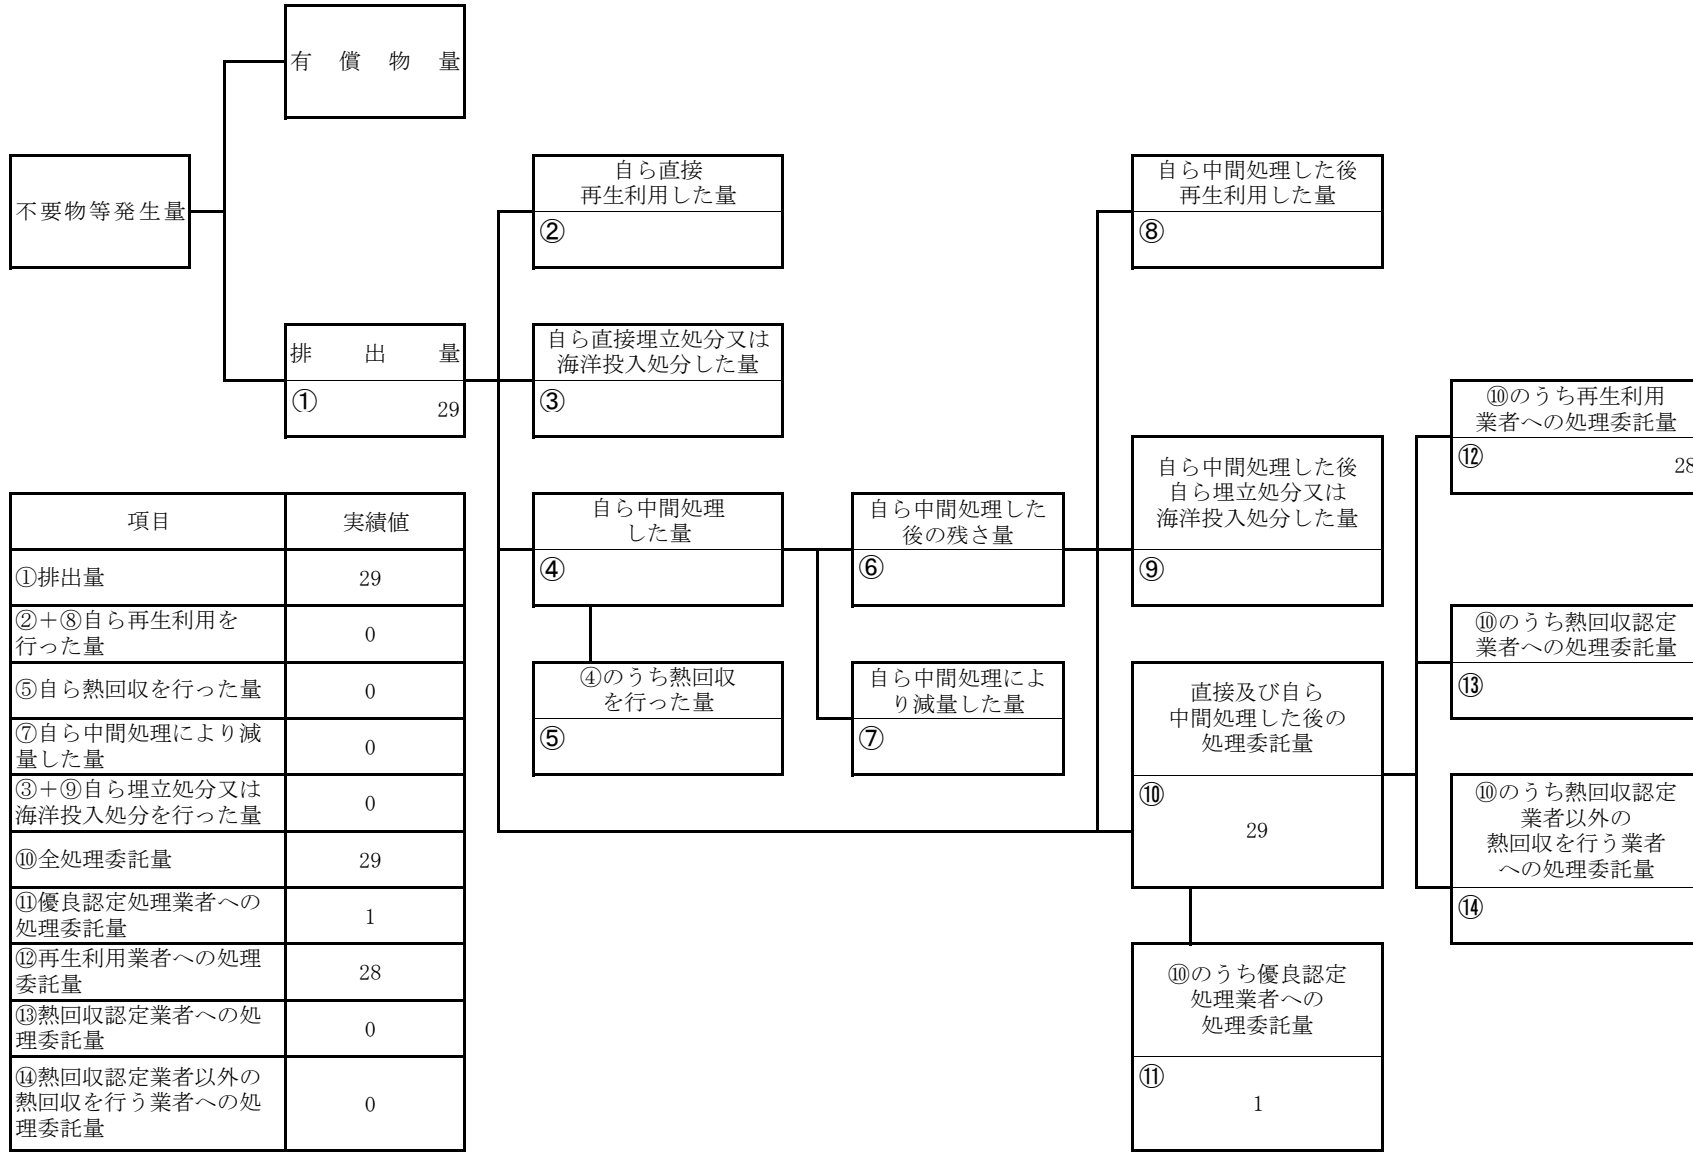 有償物量
不要物等発生量
排出量
① 29
自ら直接
再生利用した量
②
自ら直接埋立処分又は
海洋投入処分した量
③
自ら中間処理
した量
④
④のうち熱回収
を行った量
⑤
自ら中間処理した
後の残さ量
⑥
自ら中間処理によ
り減量した量
⑦
自ら中間処理した後
再生利用した量
⑧
自ら中間処理した後
自ら埋立処分又は
海洋投入処分した量
⑨
直接及び自ら
中間処理した後の
処理委託量
⑩
29
⑩のうち優良認定
処理業者への
処理委託量
⑪
1
⑩のうち再生利用
業者への処理委託量
⑫ 28
⑩のうち熱回収認定
業者への処理委託量
⑬
⑩のうち熱回収認定
業者以外の
熱回収を行う業者
への処理委託量
⑭
項目 実績値
①排出量 29
②+⑧自ら再生利用を
行った量 0
⑤自ら熱回収を行った量 0
⑦自ら中間処理により減
量した量 0
③+⑨自ら埋立処分又は
海洋投入処分を行った量 0
⑩全処理委託量 29
⑪優良認定処理業者への
処理委託量 1
⑫再生利用業者への処理
委託量 28
⑬熱回収認定業者への処
理委託量 0
⑭熱回収認定業者以外の
熱回収を行う業者への処
理委託量 0